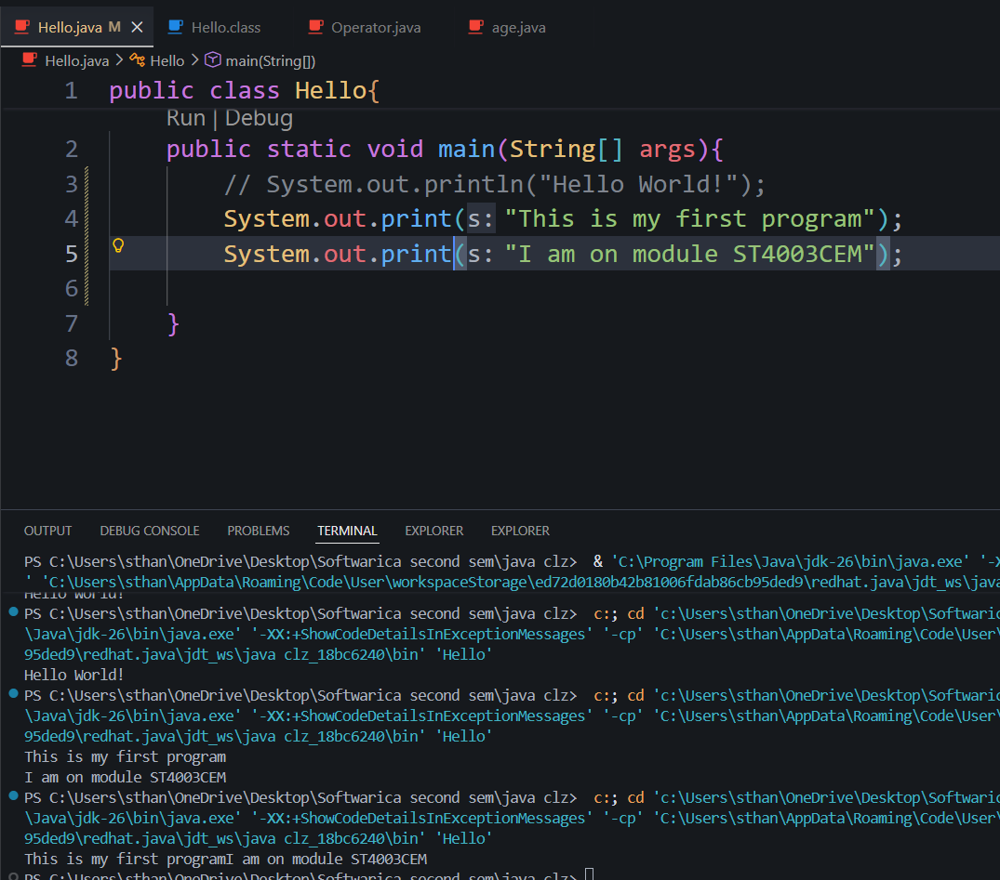 Hello.java M Hello.class Operator.java age.java
Hello.java > Hello > main(String[])
1 public class Hello{
Run | Debug
2 public static void main(String[] args){
3 // System.out.println("Hello World!");
4 System.out.print(s: "This is my first program");
5 System.out.print(s: "I am on module ST4003CEM");
6
7 }
8 }
OUTPUT DEBUG CONSOLE PROBLEMS TERMINAL EXPLORER EXPLORER
PS C:\Users\sthan\OneDrive\Desktop\Softwarica second sem\java clz> & 'C:\Program Files\Java\jdk-26\bin\java.exe' '-X
' 'C:\Users\sthan\AppData\Roaming\Code\User\workspaceStorage\ed72d0180b42b81006fdab86cb95ded9\redhat.java\jdt_ws\java
Hello World!
PS C:\Users\sthan\OneDrive\Desktop\Softwarica second sem\java clz> c:; cd 'c:\Users\sthan\OneDrive\Desktop\Softwaric
\Java\jdk-26\bin\java.exe' '-XX:+ShowCodeDetailsInExceptionMessages' '-cp' 'C:\Users\sthan\AppData\Roaming\Code\User\
95ded9\redhat.java\jdt_ws\java clz_18bc6240\bin' 'Hello'
Hello World!
PS C:\Users\sthan\OneDrive\Desktop\Softwarica second sem\java clz> c:; cd 'c:\Users\sthan\OneDrive\Desktop\Softwaric
\Java\jdk-26\bin\java.exe' '-XX:+ShowCodeDetailsInExceptionMessages' '-cp' 'C:\Users\sthan\AppData\Roaming\Code\User\
95ded9\redhat.java\jdt_ws\java clz_18bc6240\bin' 'Hello'
This is my first program
I am on module ST4003CEM
PS C:\Users\sthan\OneDrive\Desktop\Softwarica second sem\java clz> c:; cd 'c:\Users\sthan\OneDrive\Desktop\Softwaric
\Java\jdk-26\bin\java.exe' '-XX:+ShowCodeDetailsInExceptionMessages' '-cp' 'C:\Users\sthan\AppData\Roaming\Code\User\
95ded9\redhat.java\jdt_ws\java clz_18bc6240\bin' 'Hello'
This is my first programI am on module ST4003CEM
PS C:\Users\sthan\OneDrive\Desktop\Softwarica second sem\java clz>